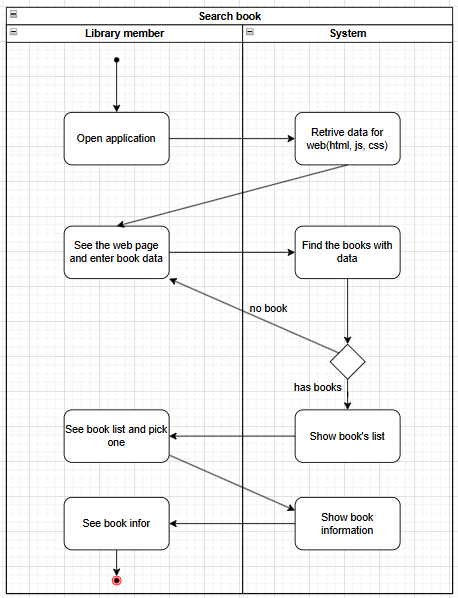 Search book
Library member
System
Open application
Retrive data for
web(html, js, css)
See the web page
and enter book data
Find the books with
data
no book
has books
See book list and pick
one
Show book's list
See book infor
Show book
information